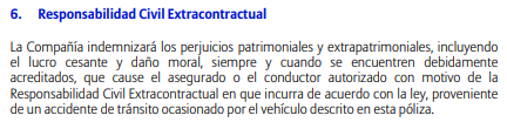 6. Responsabilidad Civil Extracontractual
La Compañía indemnizará los perjuicios patrimoniales y extrapatrimoniales, incluyendo
el lucro cesante y daño moral, siempre y cuando se encuentren debidamente
acreditados, que cause el asegurado o el conductor autorizado con motivo de la
Responsabilidad Civil Extracontractual en que incurra de acuerdo con la ley, proveniente
de un accidente de tránsito ocasionado por el vehículo descrito en esta póliza.